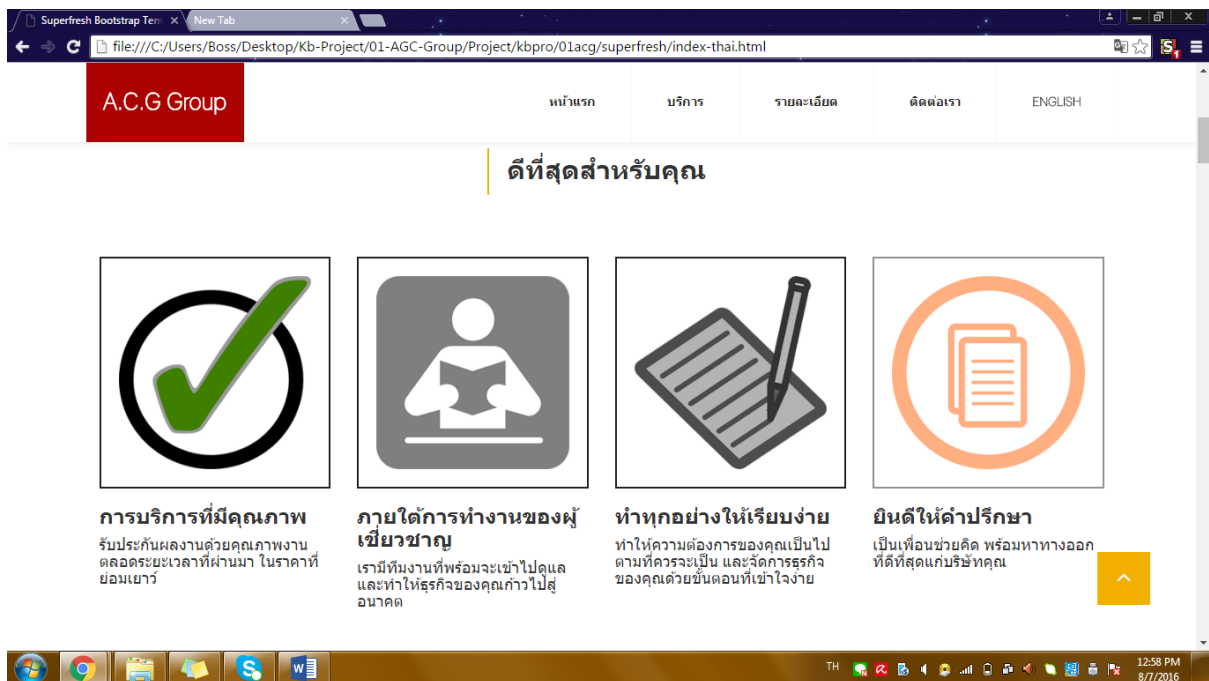 Superfresh Bootstrap Tem
New Tab
file:///C:/Users/Boss/Desktop/Kb-Project/01-AGC-Group/Project/kbpro/01acg/superfresh/index-thai.html
A.C.G Group
หน้าแรก
บริการ
รายละเอียด
ติดต่อเรา
ENGLISH
ดีที่สุดสำหรับคุณ
การบริการที่มีคุณภาพ
รับประกันผลงานด้วยคุณภาพงาน
ตลอดระยะเวลาที่ผ่านมา ในราคาที่
ย่อมเยาว์
ภายใต้การทำงานของผู้
เชี่ยวชาญ
เรามีทีมงานที่พร้อมจะเข้าไปดูแล
และทำให้ธุรกิจของคุณก้าวไปสู่
อนาคต
ทำทุกอย่างให้เรียบง่าย
ทำให้ความต้องการของคุณเป็นไป
ตามที่ควรจะเป็น และจัดการธุรกิจ
ของคุณด้วยขั้นตอนที่เข้าใจง่าย
ยินดีให้คำปรึกษา
เป็นเพื่อนช่วยคิด พร้อมหาทางออก
ที่ดีที่สุดแก่บริษัทคุณ
TH
12:58 PM
8/7/2016